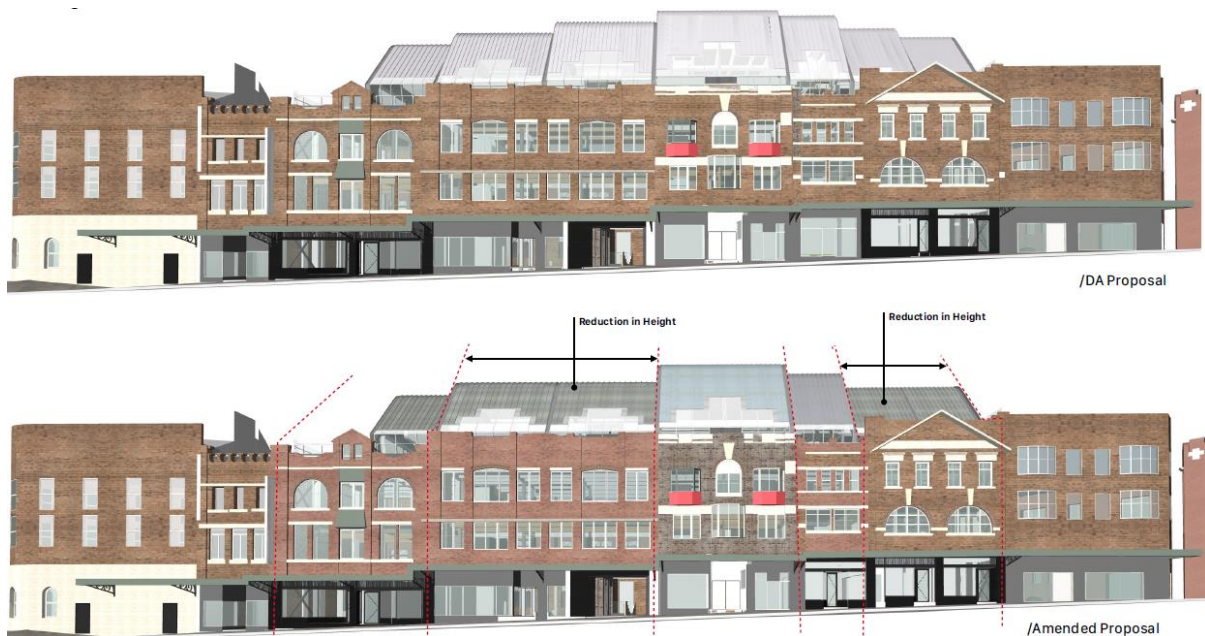 /DA Proposal
Reduction in Height
Reduction in Height
/Amended Proposal